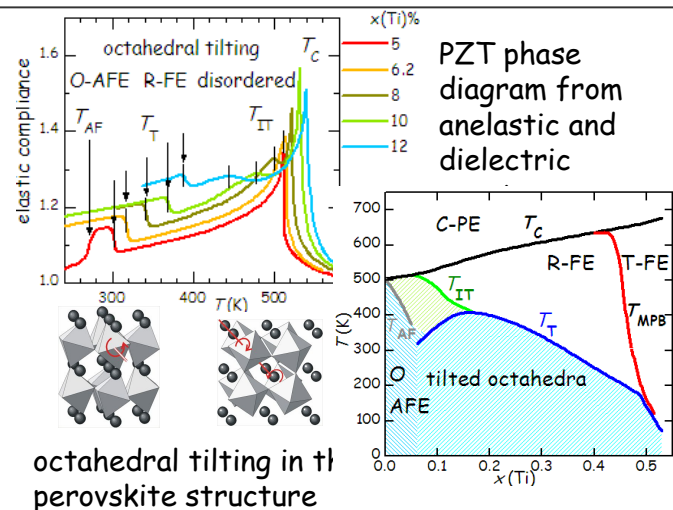 x(Ti)%
5
6.2
8
10
12
octahedral tilting
O-AFE R-FE disordered
T_C
T_AF
T_T
T_IT
elastic compliance
1.6
1.4
1.2
1.0
300
400
500
T(K)
PZT phase
diagram from
anelastic and
dielectric
700
600
500
400
300
200
100
0
T(K)
C-PE
T_C
R-FE
T-FE
T_IT
T_AF
T_T
T_MPB
O
AFE
tilted octahedra
0.0
0.1
0.2
0.3
0.4
0.5
x(Ti)
octahedral tilting in th
perovskite structure